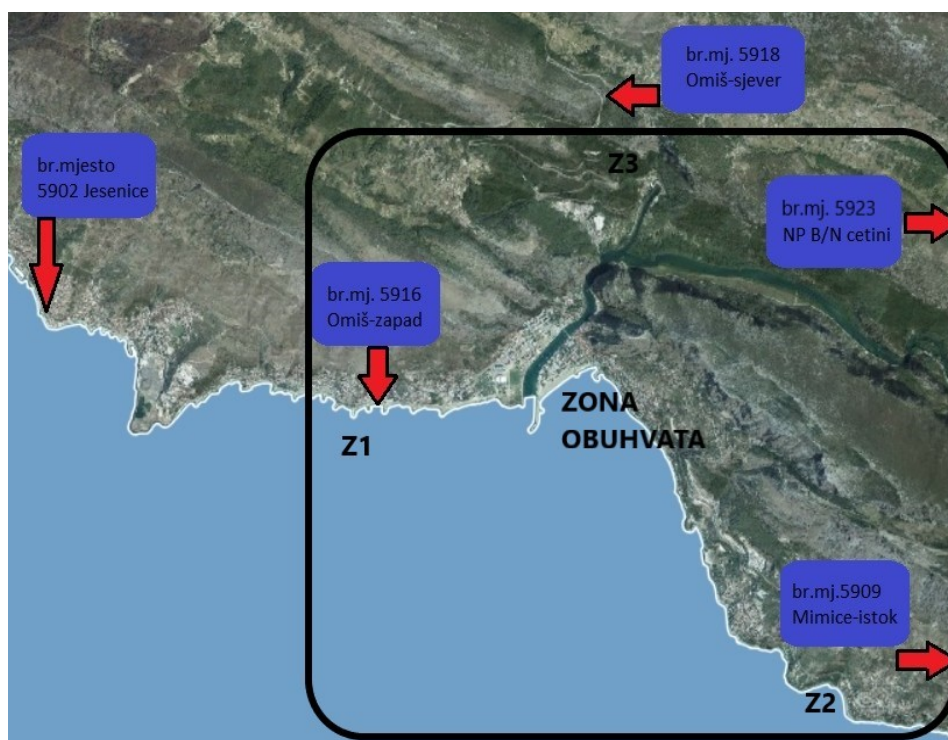 br.mj. 5918
Omiš-sjever
Z3
br.mjesto
5902 Jesenice
br.mj. 5923
NP B/N cetini
br.mj. 5916
Omiš-zapad
ZONA
OBUHVATA
Z1
br.mj.5909
Mimice-istok
Z2